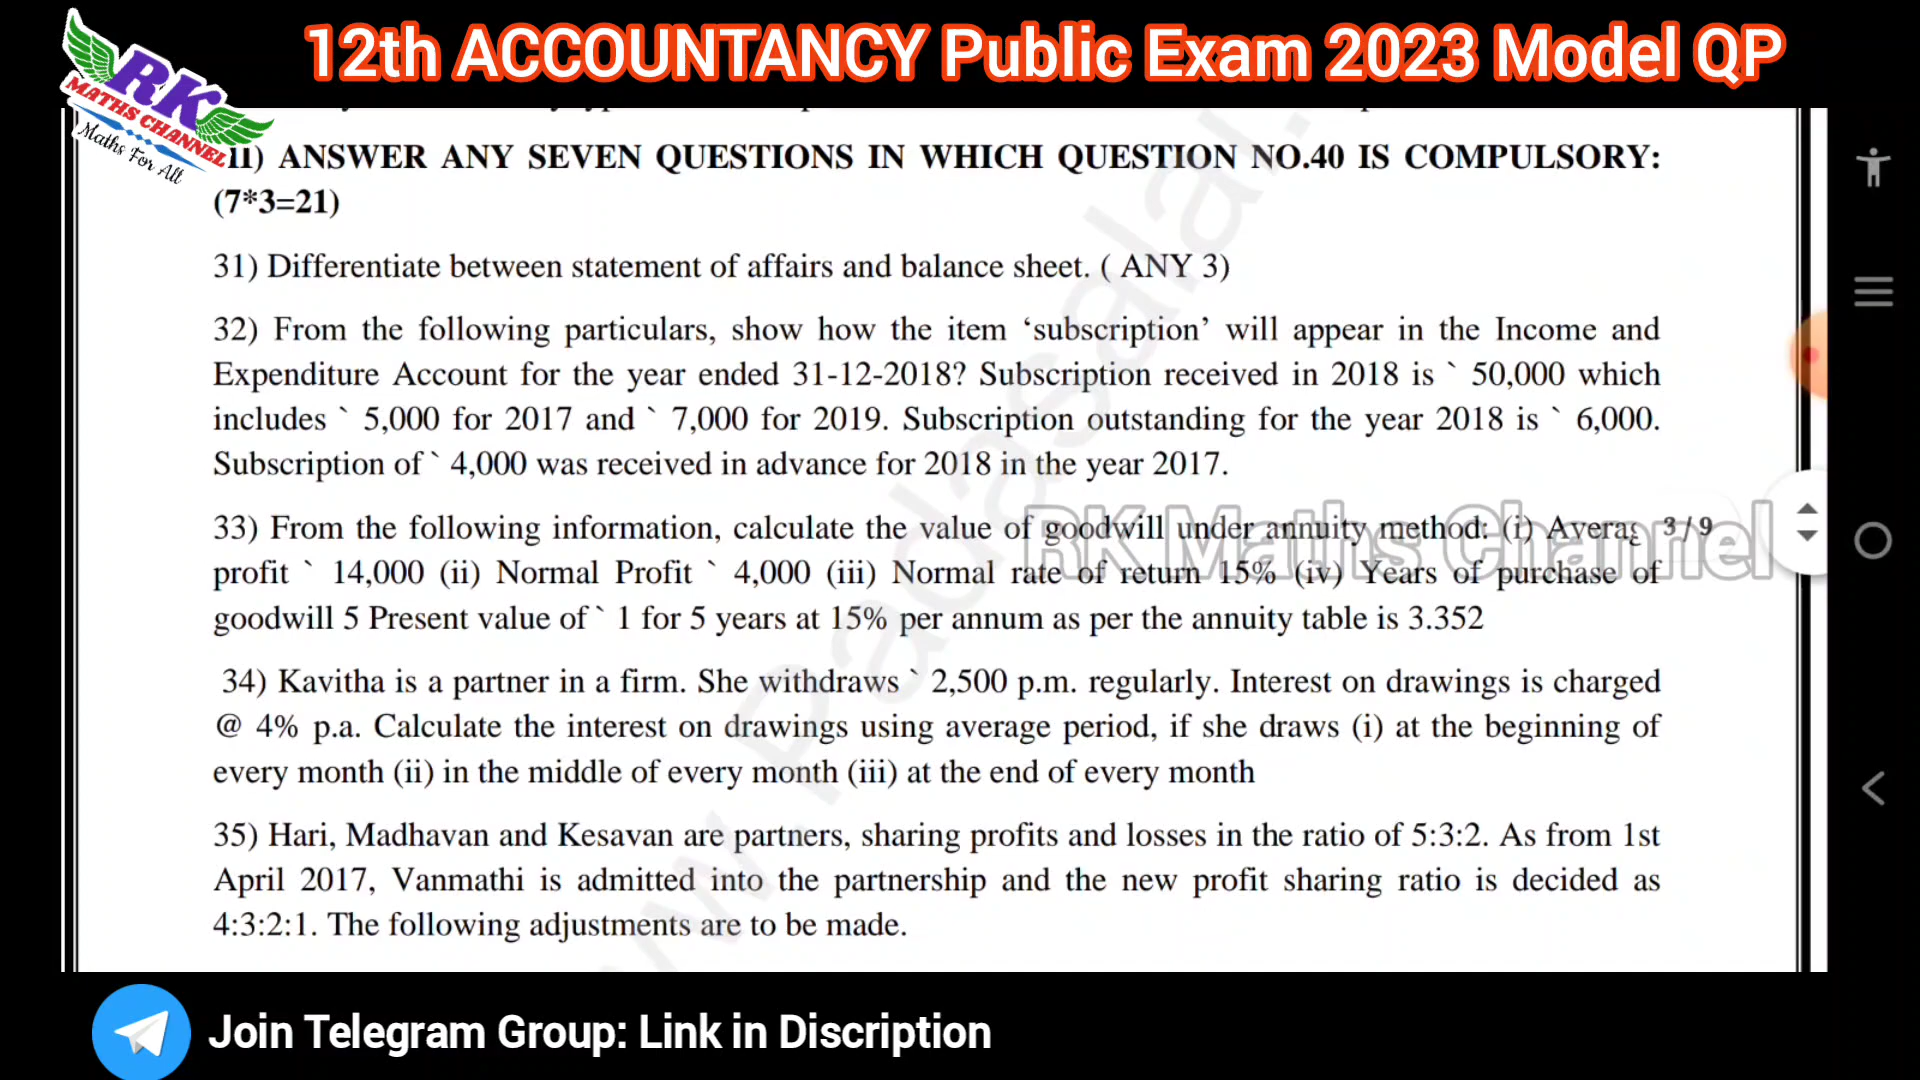 12th ACCOUNTANCY Public Exam 2023 Model QP
RK
MATHS CHANNEL
Maths For All
II) ANSWER ANY SEVEN QUESTIONS IN WHICH QUESTION NO.40 IS COMPULSORY:
(7*3=21)
31) Differentiate between statement of affairs and balance sheet. ( ANY 3)
32) From the following particulars, show how the item ‘subscription’ will appear in the Income and
Expenditure Account for the year ended 31-12-2018? Subscription received in 2018 is ` 50,000 which
includes ` 5,000 for 2017 and ` 7,000 for 2019. Subscription outstanding for the year 2018 is ` 6,000.
Subscription of ` 4,000 was received in advance for 2018 in the year 2017.
33) From the following information, calculate the value of goodwill under annuity method: (i) Averag
3/9
profit ` 14,000 (ii) Normal Profit ` 4,000 (iii) Normal rate of return 15% (iv) Years of purchase of
goodwill 5 Present value of ` 1 for 5 years at 15% per annum as per the annuity table is 3.352
RK Maths Channel
34) Kavitha is a partner in a firm. She withdraws ` 2,500 p.m. regularly. Interest on drawings is charged
@ 4% p.a. Calculate the interest on drawings using average period, if she draws (i) at the beginning of
every month (ii) in the middle of every month (iii) at the end of every month
35) Hari, Madhavan and Kesavan are partners, sharing profits and losses in the ratio of 5:3:2. As from 1st
April 2017, Vanmathi is admitted into the partnership and the new profit sharing ratio is decided as
4:3:2:1. The following adjustments are to be made.
w.Padasalai.
Join Telegram Group: Link in Discription